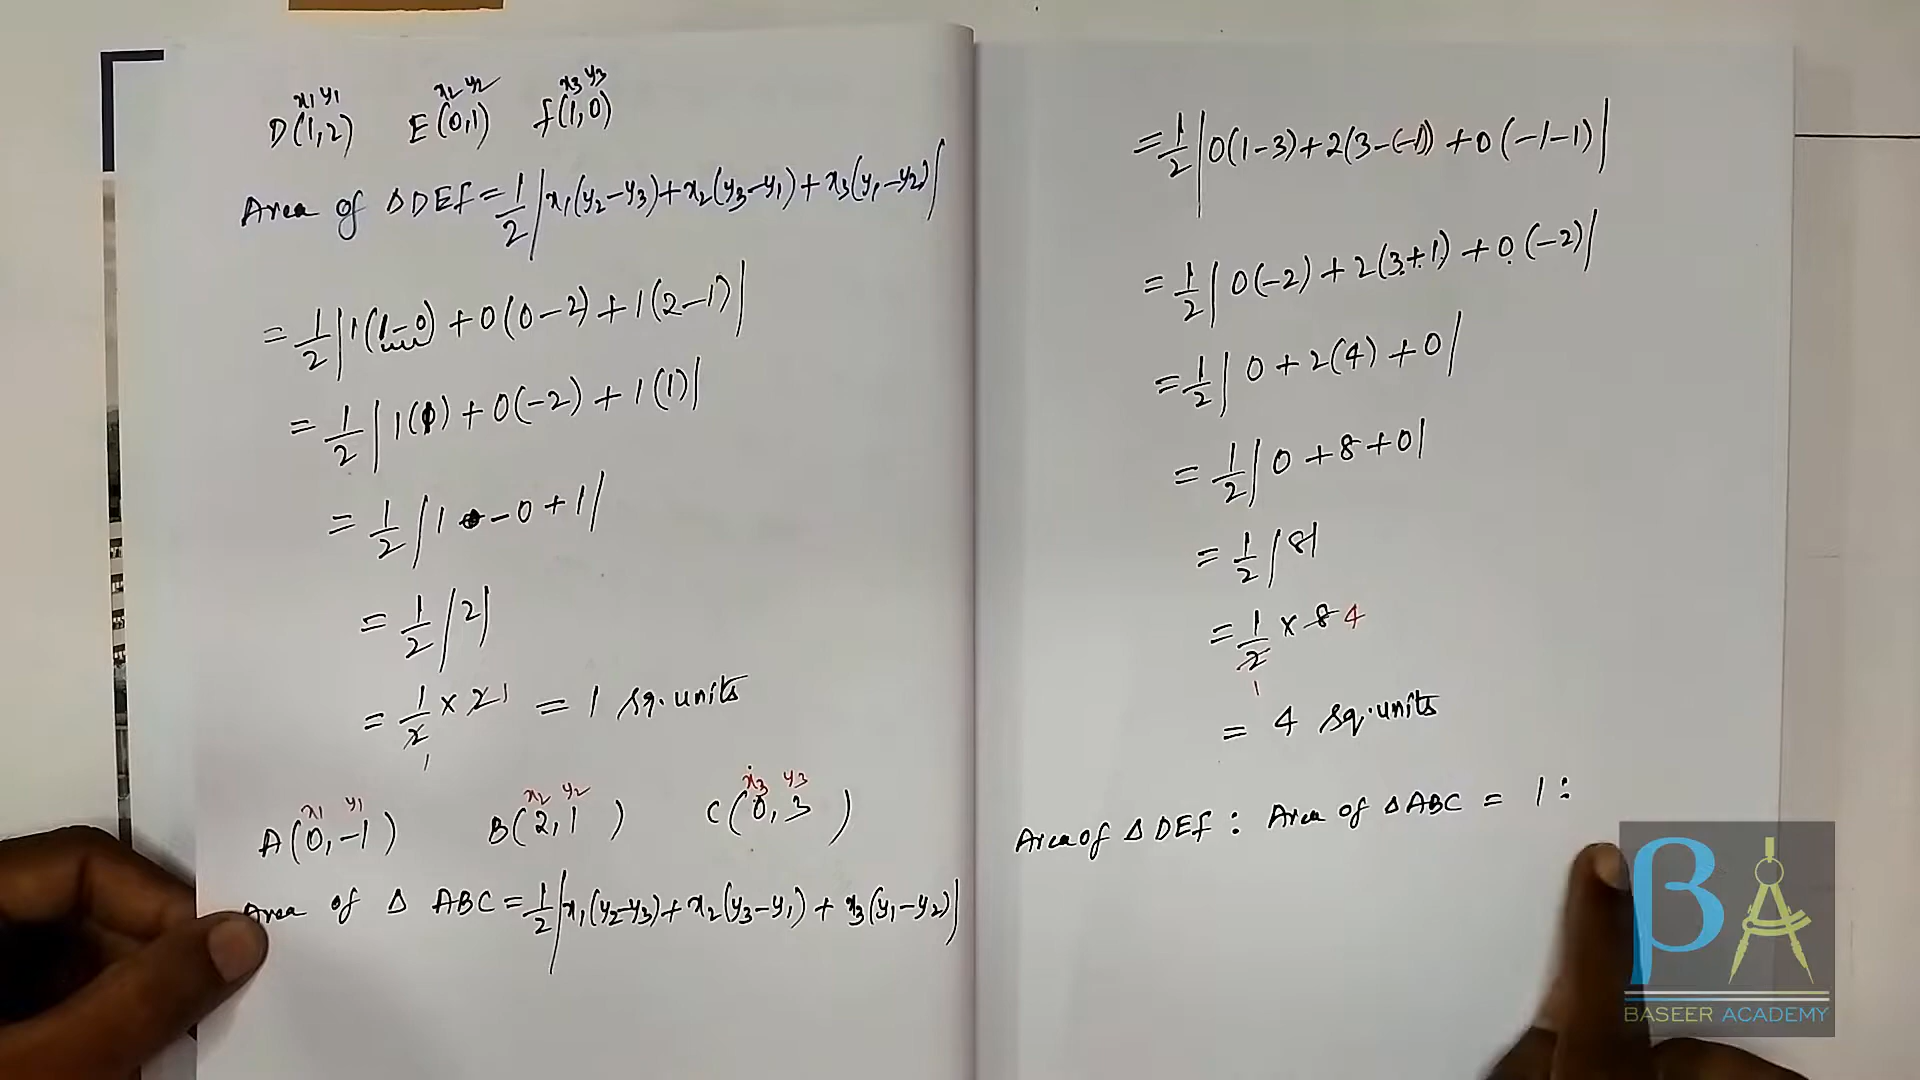 x1 y1 x2 y2 x3 y3
D(1,2) E(0,1) F(1,0)
Area of ΔDEF = 1/2 |x1(y2-y3)+x2(y3-y1)+x3(y1-y2)|
= 1/2 |1(1-0)+0(0-2)+1(2-1)|
= 1/2 |1(1)+0(-2)+1(1)|
= 1/2 |1 -0+1|
= 1/2 |2|
= 1/2 × 2 1 = 1 sq.units
1
x1 y1 x2 y2 x3 y3
A(0,-1) B(2,1) C(0,3)
Area of Δ ABC = 1/2 |x1(y2-y3)+x2(y3-y1)+x3(y1-y2)|
= 1/2 |0(1-3)+2(3-(-1))+0(-1-1)|
= 1/2 |0(-2)+2(3+1)+0(-2)|
= 1/2 |0+2(4)+0|
= 1/2 |0+8+0|
= 1/2 |8|
= 1/2 × 8 4
1
= 4 sq.units
Area of ΔDEF : Area of ΔABC = 1 :
BA
BASEER ACADEMY